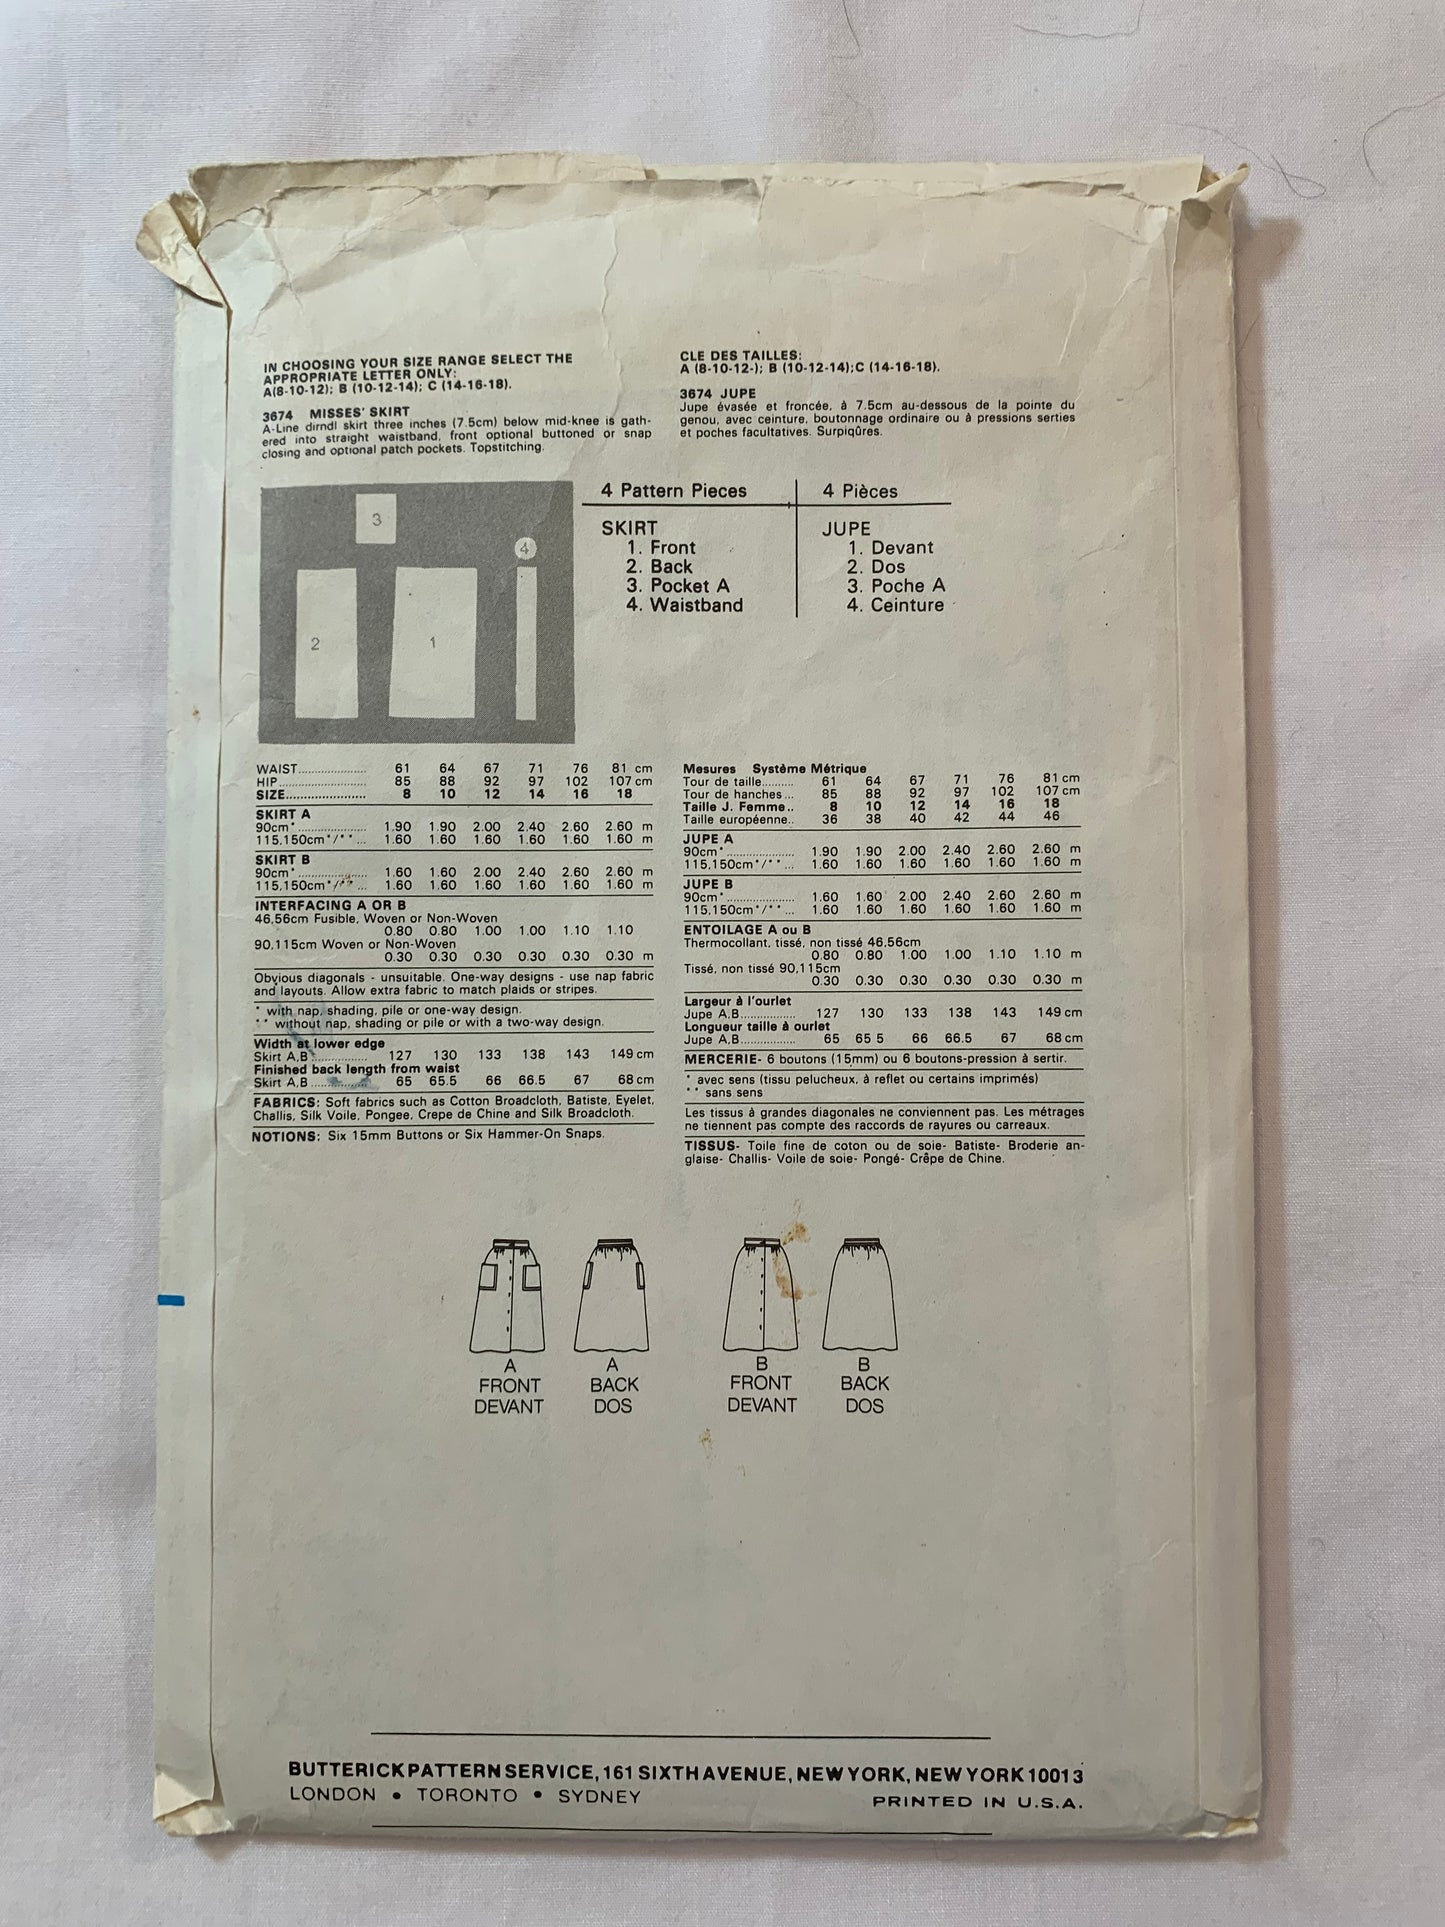 IN CHOOSING YOUR SIZE RANGE SELECT THE
APPROPRIATE LETTER ONLY:
A(8-10-12); B (10-12-14); C (14-16-18).
3674 MISSES' SKIRT
A-Line dirndl skirt three inches (7.5cm) below mid-knee is gath-
ered into straight waistband, front optional buttoned or snap
closing and optional patch pockets. Topstitching.
CLE DES TAILLES:
A (8-10-12-); B (10-12-14);C (14-16-18).
3674 JUPE
Jupe évasée et froncée, à 7.5cm au-dessous de la pointe du
genou, avec ceinture, boutonnage ordinaire ou à pressions serties
et poches facultatives. Surpiqûres.
3
4
2
1
4 Pattern Pieces
SKIRT
1. Front
2. Back
3. Pocket A
4. Waistband
4 Pièces
JUPE
1. Devant
2. Dos
3. Poche A
4. Ceinture
WAIST...................... 61 64 67 71 76 81 cm
HIP............................ 85 88 92 97 102 107 cm
SIZE....................... 8 10 12 14 16 18
SKIRT A
90cm* ...................... 1.90 1.90 2.00 2.40 2.60 2.60 m
115,150cm*/** ... 1.60 1.60 1.60 1.60 1.60 1.60 m
SKIRT B
90cm* ...................... 1.60 1.60 2.00 2.40 2.60 2.60 m
115,150cm*/** ... 1.60 1.60 1.60 1.60 1.60 1.60 m
INTERFACING A OR B
46,56cm Fusible, Woven or Non-Woven
0.80 0.80 1.00 1.00 1.10 1.10
90,115cm Woven or Non-Woven
0.30 0.30 0.30 0.30 0.30 0.30 m
Obvious diagonals - unsuitable. One-way designs - use nap fabric
and layouts. Allow extra fabric to match plaids or stripes.
* with nap, shading, pile or one-way design.
** without nap, shading or pile or with a two-way design.
Width at lower edge
Skirt A,B ................. 127 130 133 138 143 149 cm
Finished back length from waist
Skirt A,B .................. 65 65.5 66 66.5 67 68 cm
FABRICS: Soft fabrics such as Cotton Broadcloth, Batiste, Eyelet,
Challis, Silk Voile, Pongee, Crepe de Chine and Silk Broadcloth.
NOTIONS: Six 15mm Buttons or Six Hammer-On Snaps.
Mesures Système Métrique
Tour de taille.......... 61 64 67 71 76 81 cm
Tour de hanches ... 85 88 92 97 102 107 cm
Taille J. Femme.. 8 10 12 14 16 18
Taille européenne.. 36 38 40 42 44 46
JUPE A
90cm* ...................... 1.90 1.90 2.00 2.40 2.60 2.60 m
115,150cm*/** ... 1.60 1.60 1.60 1.60 1.60 1.60 m
JUPE B
90cm* ...................... 1.60 1.60 2.00 2.40 2.60 2.60 m
115,150cm*/** ... 1.60 1.60 1.60 1.60 1.60 1.60 m
ENTOILAGE A ou B
Thermocollant, tissé, non tissé 46,56cm
0.80 0.80 1.00 1.00 1.10 1.10 m
Tissé, non tissé 90,115cm
0.30 0.30 0.30 0.30 0.30 0.30 m
Largeur à l'ourlet
Jupe A,B................. 127 130 133 138 143 149 cm
Longueur taille à ourlet
Jupe A,B................. 65 65 5 66 66.5 67 68 cm
MERCERIE- 6 boutons (15mm) ou 6 boutons-pression à sertir.
* avec sens (tissu pelucheux, à reflet ou certains imprimés)
** sans sens
Les tissus à grandes diagonales ne conviennent pas. Les métrages
ne tiennent pas compte des raccords de rayures ou carreaux.
TISSUS- Toile fine de coton ou de soie- Batiste- Broderie an-
glaise- Challis- Voile de soie- Pongé- Crêpe de Chine.
A A B B
FRONT BACK FRONT BACK
DEVANT DOS DEVANT DOS
BUTTERICK PATTERN SERVICE, 161 SIXTH AVENUE, NEW YORK, NEW YORK 10013
LONDON • TORONTO • SYDNEY PRINTED IN U.S.A.